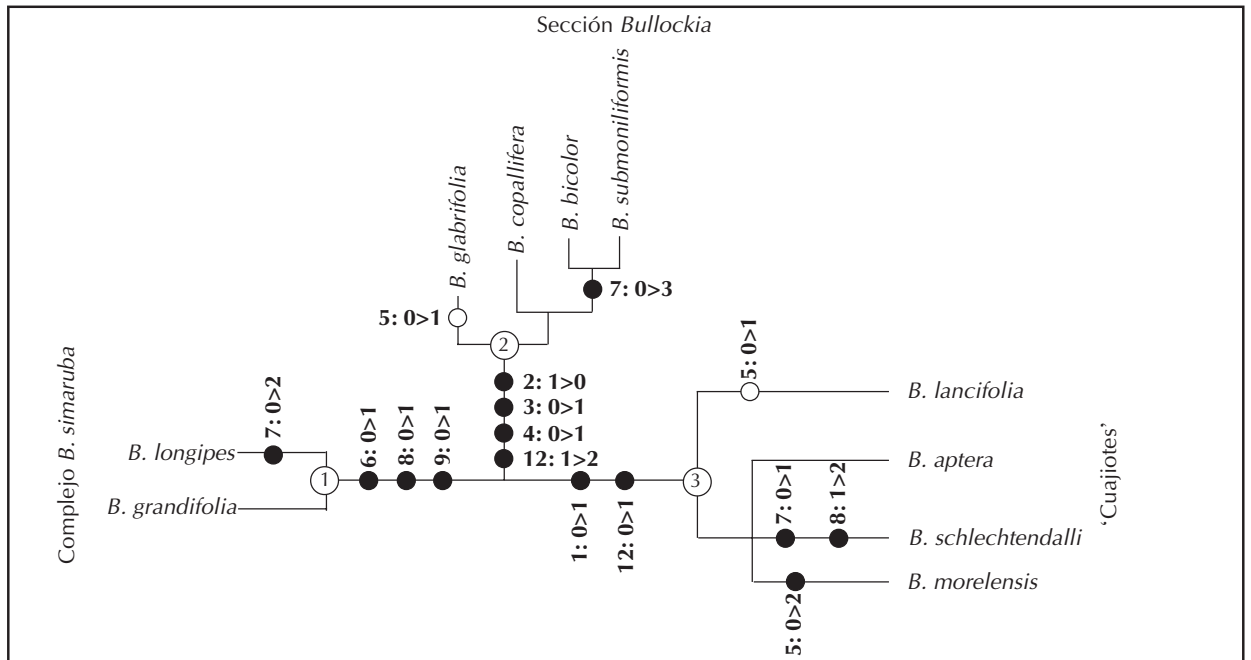 Sección Bullockia
B. glabrifolia
B. copallifera
B. bicolor
B. submoniliformis
7: 0>3
5: 0>1
2
2: 1>0
3: 0>1
4: 0>1
12: 1>2
Complejo B. simaruba
B. longipes
7: 0>2
B. grandifolia
1
6: 0>1
8: 0>1
9: 0>1
1: 0>1
12: 0>1
3
5: 0>1
B. lancifolia
B. aptera
7: 0>1
8: 1>2
B. schlechtendalli
B. morelensis
5: 0>2
‘Cuajiotes’